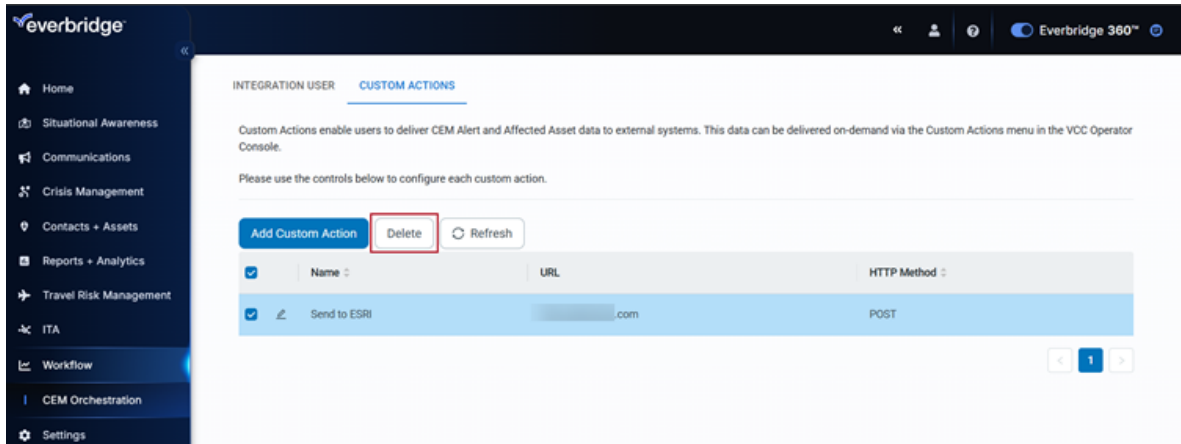 everbridge
Everbridge 360™
Home
Situational Awareness
Communications
Crisis Management
Contacts + Assets
Reports + Analytics
Travel Risk Management
ITA
Workflow
CEM Orchestration
Settings
INTEGRATION USER CUSTOM ACTIONS
Custom Actions enable users to deliver CEM Alert and Affected Asset data to external systems. This data can be delivered on-demand via the Custom Actions menu in the VCC Operator
Console.
Please use the controls below to configure each custom action.
Add Custom Action Delete Refresh
Name URL HTTP Method
Send to ESRI .com POST
< 1 >